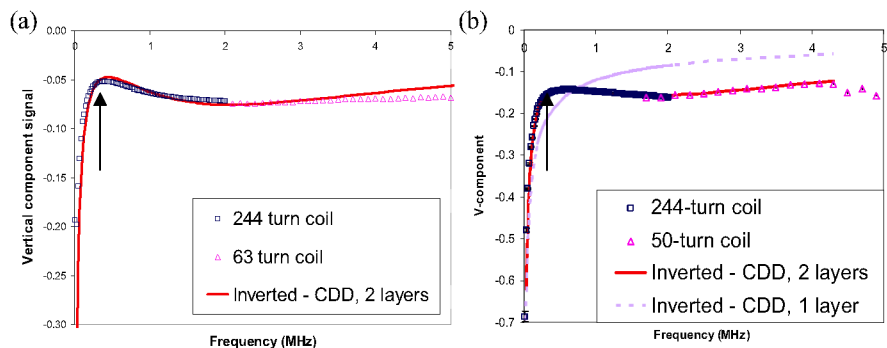 (a)
0.00
0 1 2 3 4 5
-0.05
-0.10
-0.15
-0.20
-0.25
-0.30
Vertical component signal
244 turn coil
63 turn coil
Inverted - CDD, 2 layers
Frequency (MHz)
(b)
0
0 1 2 3 4 5
-0.1
-0.2
-0.3
-0.4
-0.5
-0.6
-0.7
V-component
244-turn coil
50-turn coil
Inverted - CDD, 2 layers
Inverted - CDD, 1 layer
Frequency (MHz)